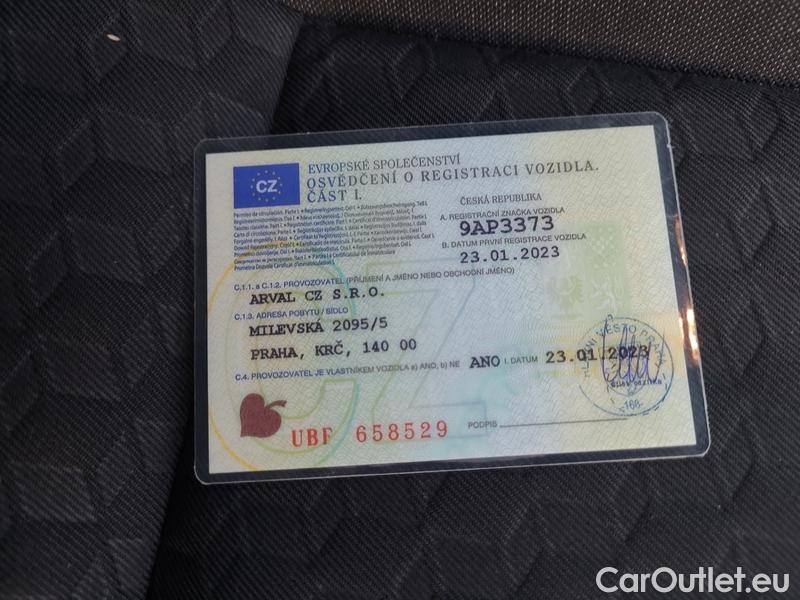 CZ
EVROPSKÉ SPOLEČENSTVÍ
OSVĚDČENÍ O REGISTRACI VOZIDLA.
ČÁST I.
ČESKÁ REPUBLIKA
A. REGISTRAČNÍ ZNAČKA VOZIDLA
9AP3373
B. DATUM PRVNÍ REGISTRACE VOZIDLA
23.01.2023
C.1.1. a C.1.2. PROVOZOVATEL (PŘÍJMENÍ A JMÉNO NEBO OBCHODNÍ JMÉNO)
ARVAL CZ S.R.O.
C.1.3. ADRESA POBYTU / SÍDLO
MILEVSKÁ 2095/5
PRAHA, KRČ, 140 00
C.4. PROVOZOVATEL JE VLASTNÍKEM VOZIDLA a) ANO, b) NE ANO I. DATUM 23.01.2023
UBF 658529
PODPIS
-168-
CarOutlet.eu